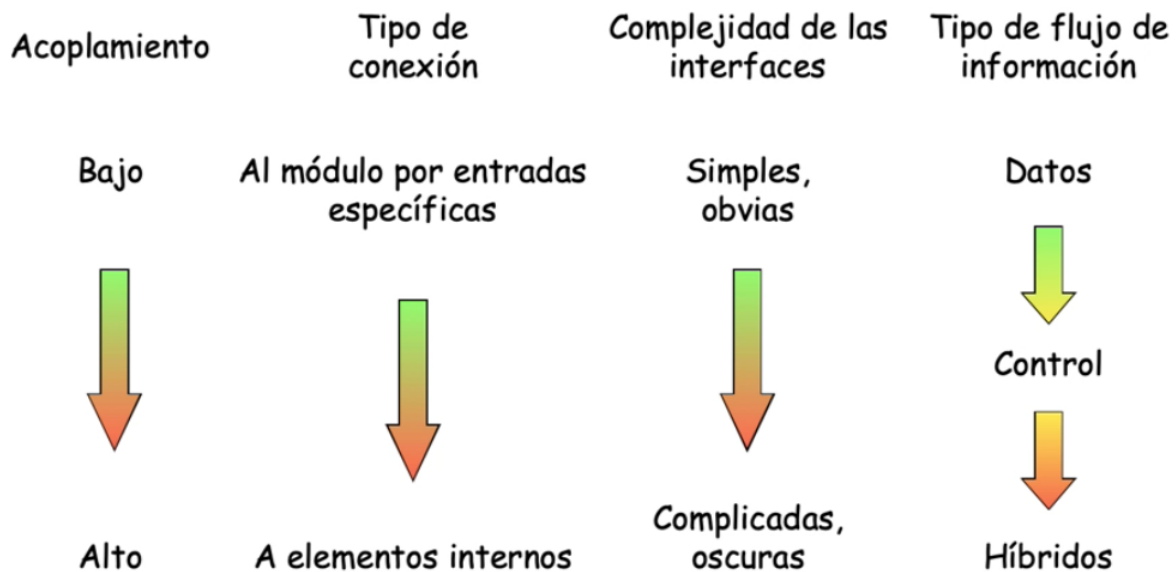 Acoplamiento
Tipo de
conexión
Complejidad de las
interfaces
Tipo de flujo de
información
Bajo
Al módulo por entradas
específicas
Simples,
obvias
Datos
Control
Alto
A elementos internos
Complicadas,
oscuras
Híbridos